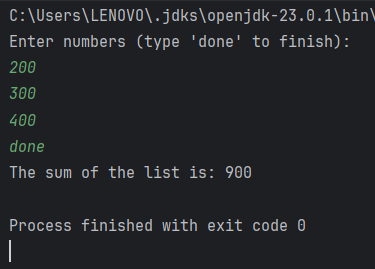 C:\Users\LENOVO\.jdks\openjdk-23.0.1\bin\
Enter numbers (type 'done' to finish):
200
300
400
done
The sum of the list is: 900
Process finished with exit code 0